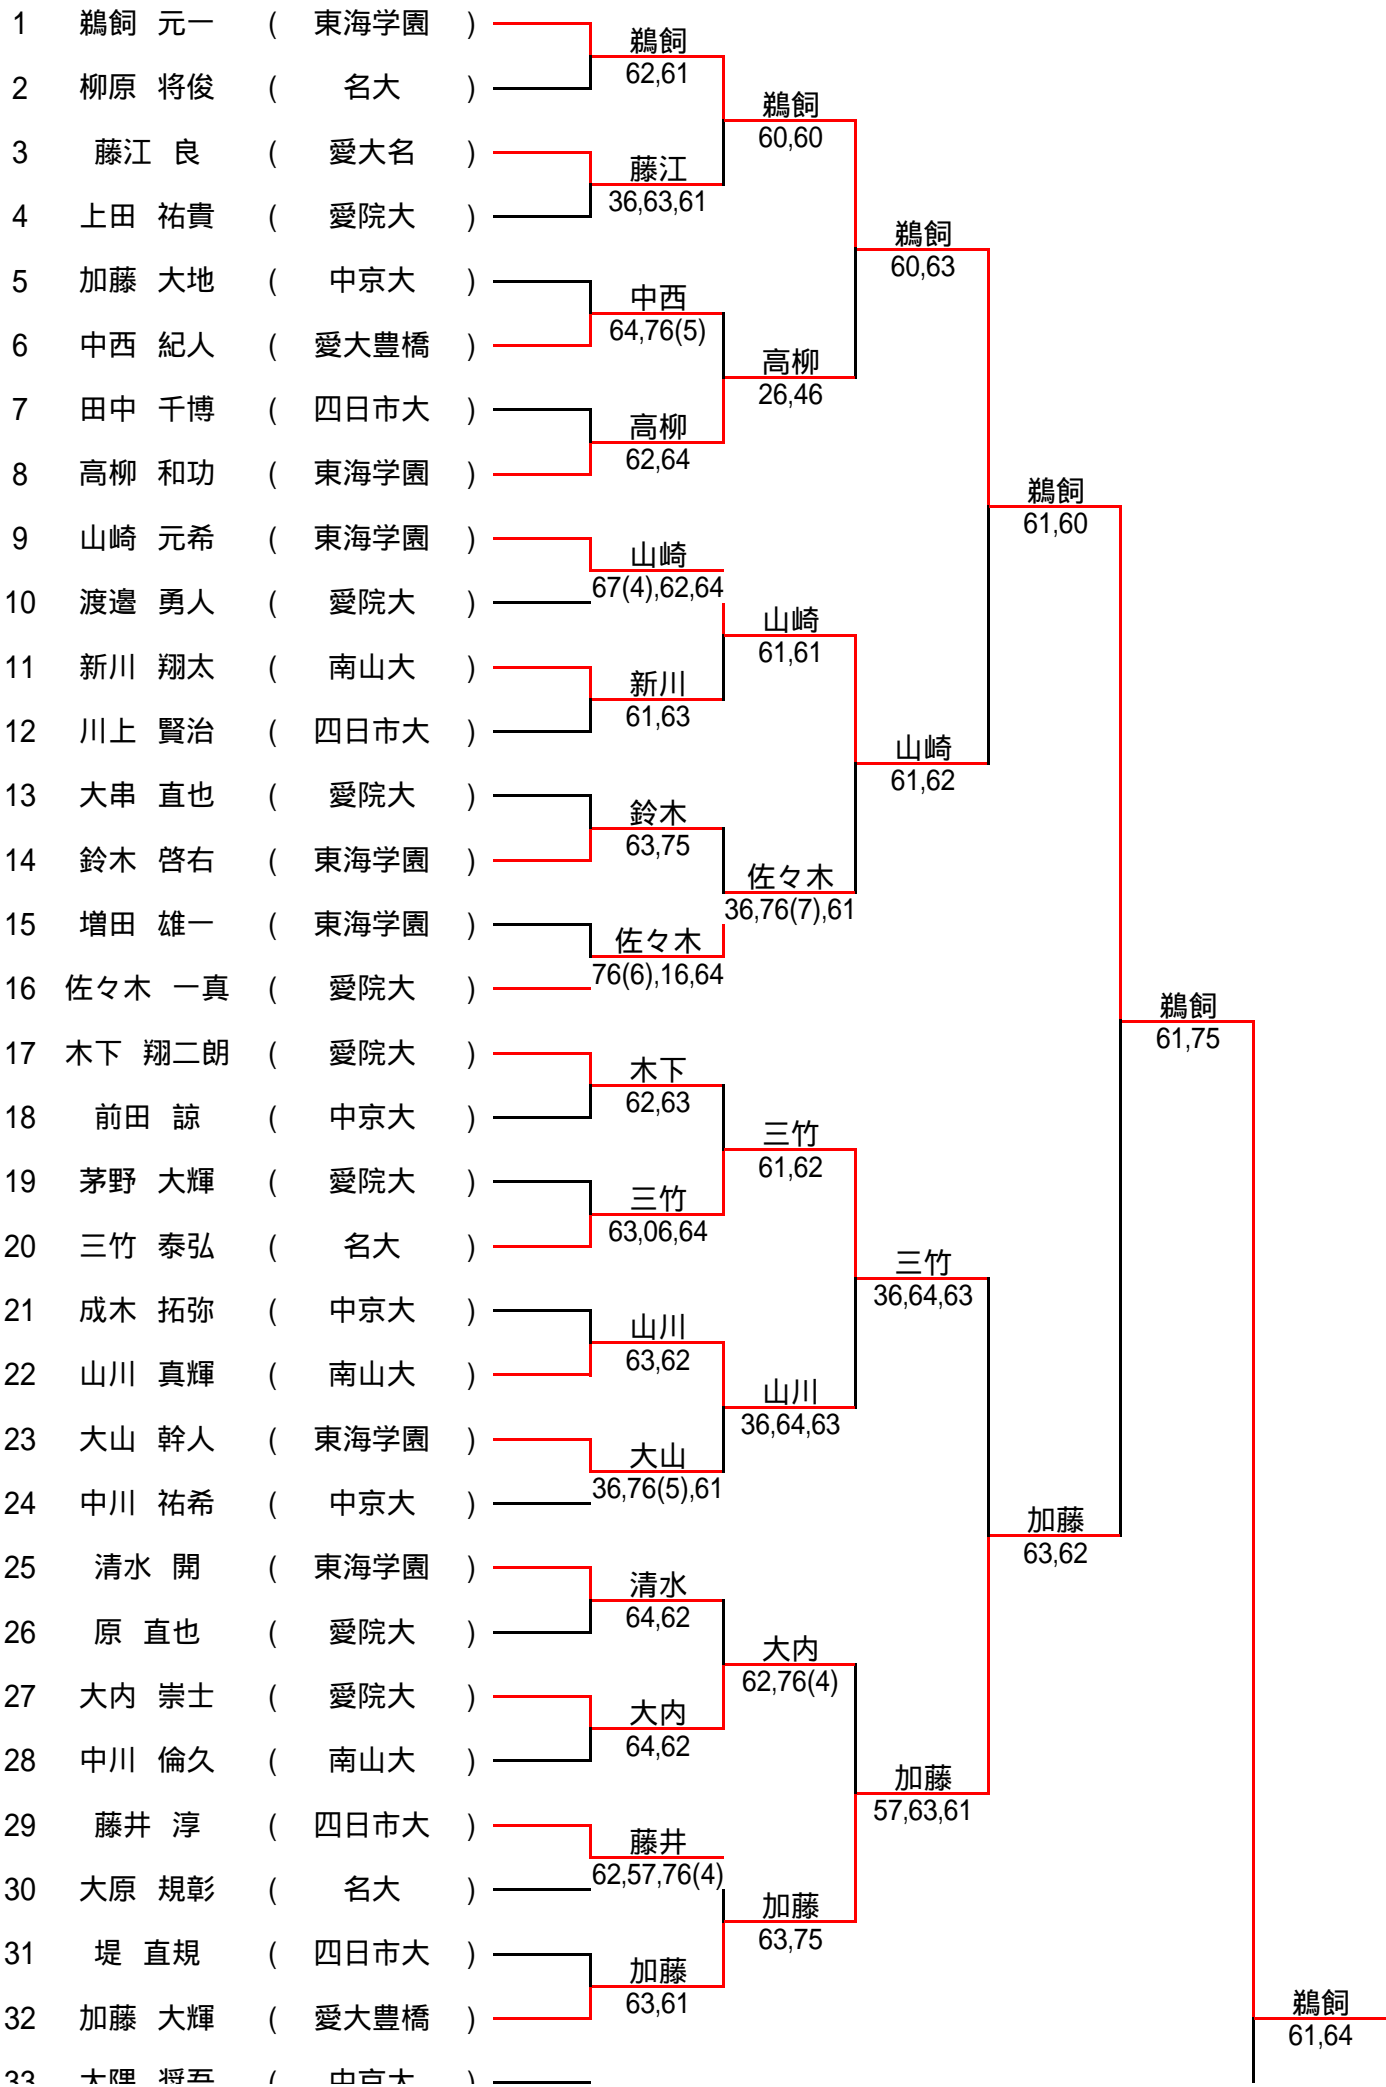 1 鵜飼 元一 ( 東海学園 )
2 柳原 将俊 ( 名大 )
3 藤江 良 ( 愛大名 )
4 上田 祐貴 ( 愛院大 )
5 加藤 大地 ( 中京大 )
6 中西 紀人 ( 愛大豊橋 )
7 田中 千博 ( 四日市大 )
8 高柳 和功 ( 東海学園 )
9 山崎 元希 ( 東海学園 )
10 渡邉 勇人 ( 愛院大 )
11 新川 翔太 ( 南山大 )
12 川上 賢治 ( 四日市大 )
13 大串 直也 ( 愛院大 )
14 鈴木 啓右 ( 東海学園 )
15 増田 雄一 ( 東海学園 )
16 佐々木 一真 ( 愛院大 )
17 木下 翔二朗 ( 愛院大 )
18 前田 諒 ( 中京大 )
19 茅野 大輝 ( 愛院大 )
20 三竹 泰弘 ( 名大 )
21 成木 拓弥 ( 中京大 )
22 山川 真輝 ( 南山大 )
23 大山 幹人 ( 東海学園 )
24 中川 祐希 ( 中京大 )
25 清水 開 ( 東海学園 )
26 原 直也 ( 愛院大 )
27 大内 崇士 ( 愛院大 )
28 中川 倫久 ( 南山大 )
29 藤井 淳 ( 四日市大 )
30 大原 規彰 ( 名大 )
31 堤 直規 ( 四日市大 )
32 加藤 大輝 ( 愛大豊橋 )
33 大隅 将吾 ( 中京大 )
鵜飼
62,61
藤江
36,63,61
中西
64,76(5)
高柳
62,64
山崎
67(4),62,64
新川
61,63
鈴木
63,75
佐々木
76(6),16,64
木下
62,63
三竹
63,06,64
山川
63,62
大山
36,76(5),61
清水
64,62
大内
64,62
藤井
62,57,76(4)
加藤
63,61
鵜飼
60,60
高柳
26,46
山崎
61,61
佐々木
36,76(7),61
三竹
61,62
山川
36,64,63
大内
62,76(4)
加藤
63,75
鵜飼
60,63
山崎
61,62
三竹
36,64,63
加藤
57,63,61
鵜飼
61,60
加藤
63,62
鵜飼
61,75
鵜飼
61,64